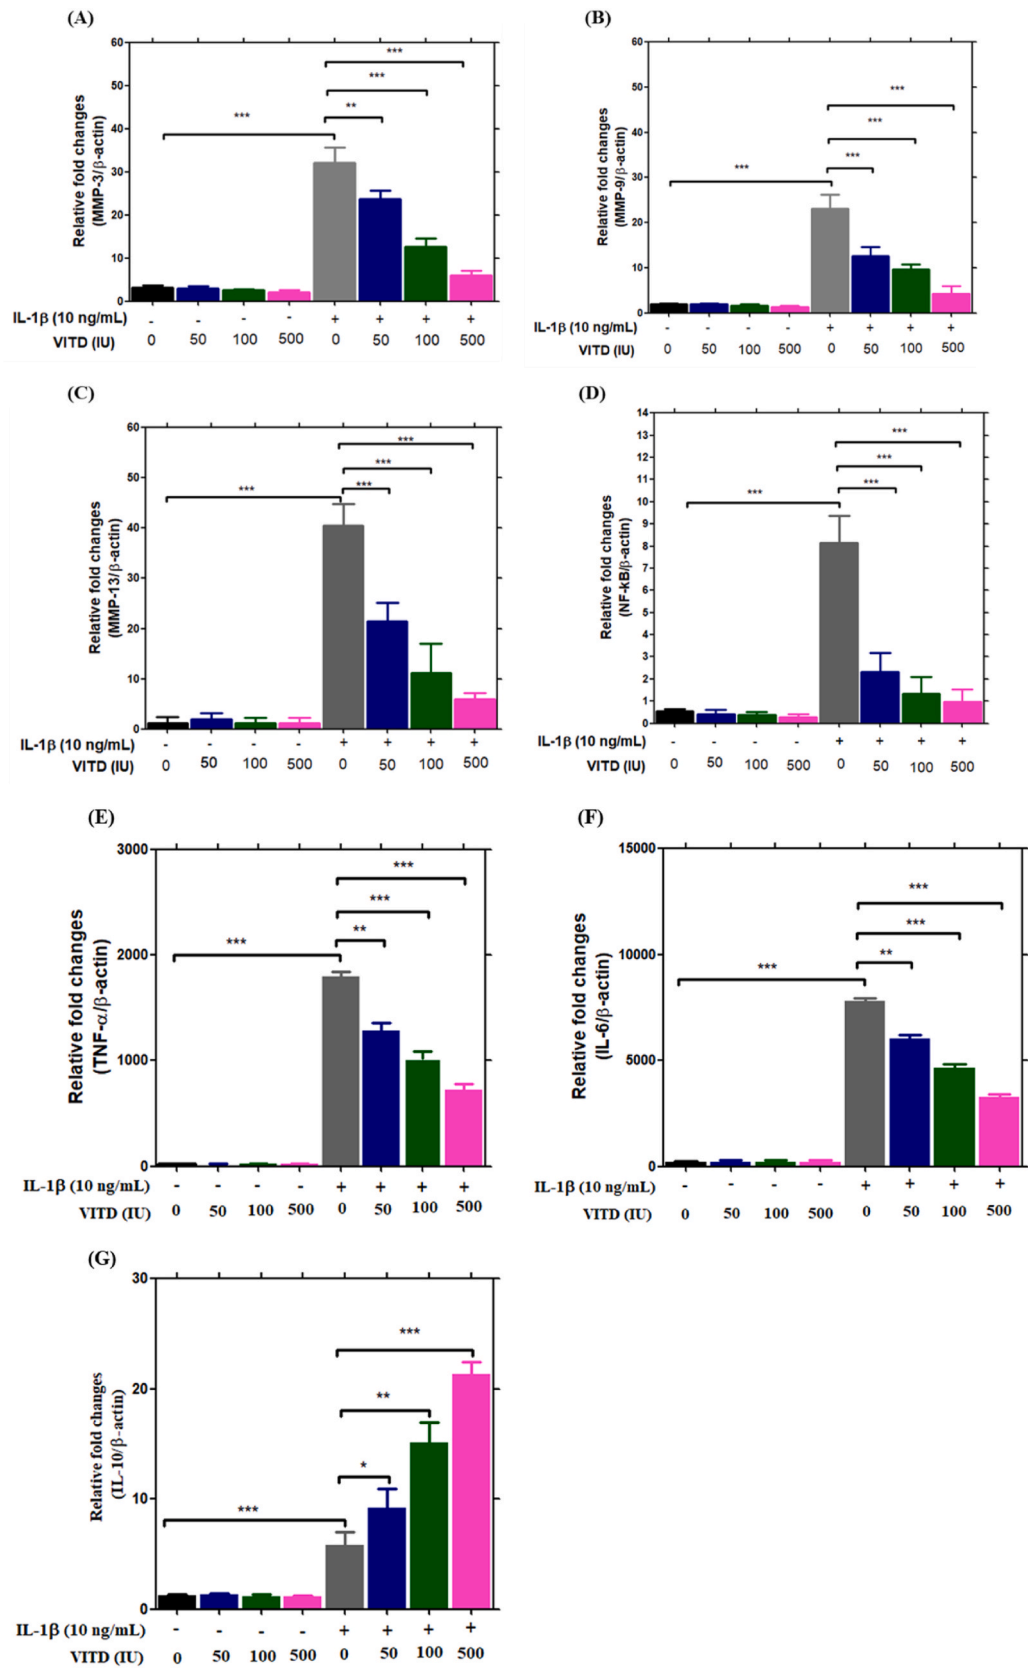 (A)
Relative fold changes
(MMP-3/β-actin)
60
50
40
30
20
10
0
***
**
***
***
IL-1β (10 ng/mL) - - - - + + + +
VITD (IU) 0 50 100 500 0 50 100 500
(B)
Relative fold changes
(MMP-9/β-actin)
60
50
40
30
20
10
0
***
***
***
***
IL-1β (10 ng/mL) - - - - + + + +
VITD (IU) 0 50 100 500 0 50 100 500
(C)
Relative fold changes
(MMP-13/β-actin)
60
50
40
30
20
10
0
***
***
***
***
IL-1β (10 ng/mL) - - - - + + + +
VITD (IU) 0 50 100 500 0 50 100 500
(D)
Relative fold changes
(NF-kB/β-actin)
14
13
12
11
10
9
8
7
6
5
4
3
2
1
0
***
***
***
***
IL-1β (10 ng/mL) - - - - + + + +
VITD (IU) 0 50 100 500 0 50 100 500
(E)
Relative fold changes
(TNF-α/β-actin)
3000
2000
1000
0
***
**
***
***
IL-1β (10 ng/mL) - - - - + + + +
VITD (IU) 0 50 100 500 0 50 100 500
(F)
Relative fold changes
(IL-6/β-actin)
15000
10000
5000
0
***
**
***
***
IL-1β (10 ng/mL) - - - - + + + +
VITD (IU) 0 50 100 500 0 50 100 500
(G)
Relative fold changes
(IL-10/β-actin)
30
20
10
0
***
*
**
***
IL-1β (10 ng/mL) - - - - + + + +
VITD (IU) 0 50 100 500 0 50 100 500